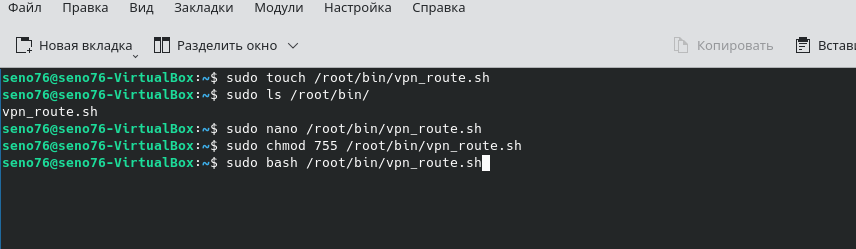 Файл Правка Вид Закладки Модули Настройка Справка
Новая вкладка Разделить окно Копировать Встави
seno76@seno76-VirtualBox:~$ sudo touch /root/bin/vpn_route.sh
seno76@seno76-VirtualBox:~$ sudo ls /root/bin/
vpn_route.sh
seno76@seno76-VirtualBox:~$ sudo nano /root/bin/vpn_route.sh
seno76@seno76-VirtualBox:~$ sudo chmod 755 /root/bin/vpn_route.sh
seno76@seno76-VirtualBox:~$ sudo bash /root/bin/vpn_route.sh